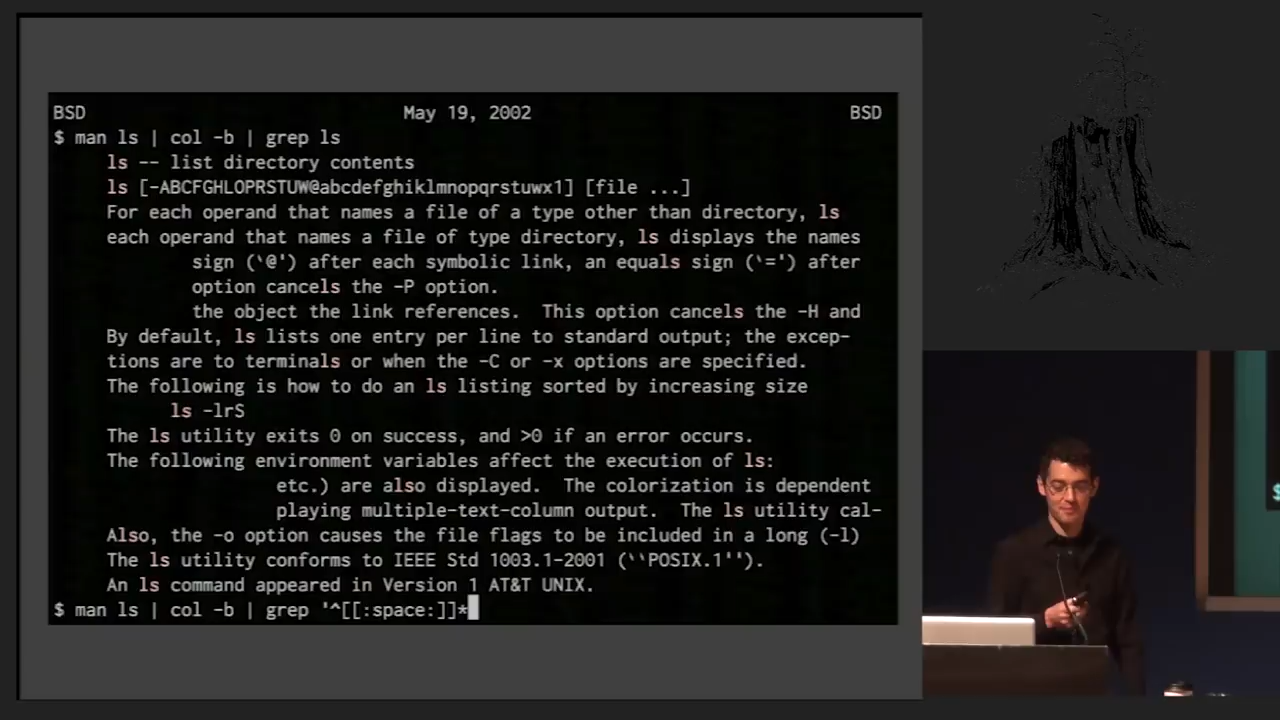 BSD May 19, 2002 BSD
$ man ls | col -b | grep ls
ls -- list directory contents
ls [-ABCFGHLOPRSTUW@abcdefghiklmnopqrstuwx1] [file ...]
For each operand that names a file of a type other than directory, ls
each operand that names a file of type directory, ls displays the names
sign (`@') after each symbolic link, an equals sign (`=') after
option cancels the -P option.
the object the link references.  This option cancels the -H and
By default, ls lists one entry per line to standard output; the excep-
tions are to terminals or when the -C or -x options are specified.
The following is how to do an ls listing sorted by increasing size
ls -lrS
The ls utility exits 0 on success, and >0 if an error occurs.
The following environment variables affect the execution of ls:
etc.) are also displayed.  The colorization is dependent
playing multiple-text-column output.  The ls utility cal-
Also, the -o option causes the file flags to be included in a long (-l)
The ls utility conforms to IEEE Std 1003.1-2001 (``POSIX.1'').
An ls command appeared in Version 1 AT&T UNIX.
$ man ls | col -b | grep '^[[:space:]]*
$